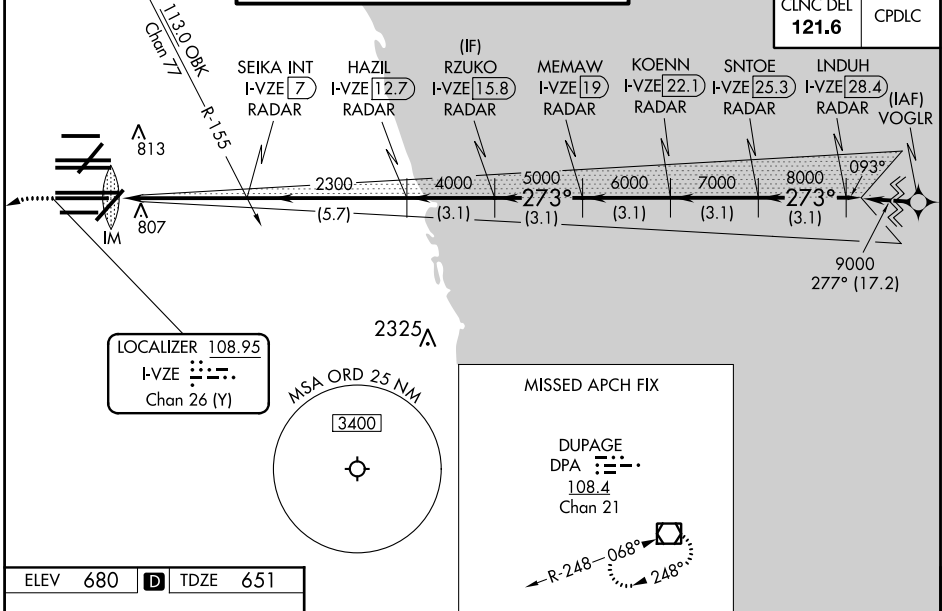 CLNC DEL
121.6
CPDLC
113.0 OBK
Chan 77
R-155
SEIKA INT
I-VZE 7
RADAR
HAZIL
I-VZE 12.7
RADAR
(IF)
RZUKO
I-VZE 15.8
RADAR
MEMAW
I-VZE 19
RADAR
KOENN
I-VZE 22.1
RADAR
SNTOE
I-VZE 25.3
RADAR
LNDUH
I-VZE 28.4
RADAR
(IAF)
VOGLR
813
807
IM
2300
4000
5000
6000
7000
8000
093°
273°
273°
(5.7)
(3.1)
(3.1)
(3.1)
(3.1)
(3.1)
9000
277° (17.2)
2325
LOCALIZER 108.95
I-VZE
Chan 26 (Y)
MSA ORD 25 NM
3400
MISSED APCH FIX
DUPAGE
DPA
108.4
Chan 21
R-248
068°
248°
ELEV 680 D TDZE 651